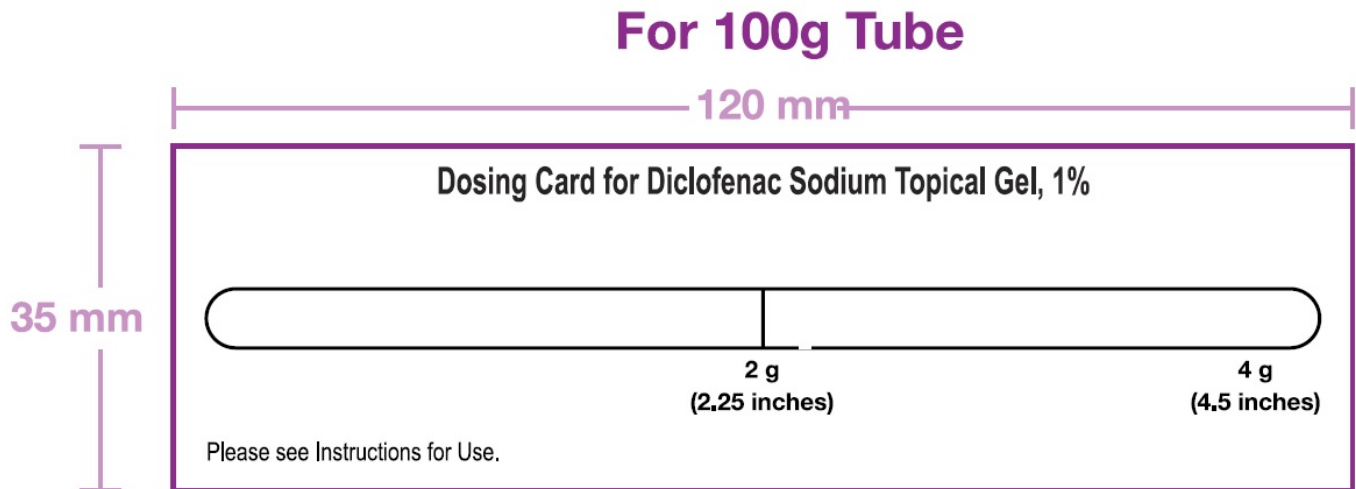 For 100g Tube
120 mm
Dosing Card for Diclofenac Sodium Topical Gel, 1%
35 mm
2 g
(2.25 inches)
4 g
(4.5 inches)
Please see Instructions for Use.